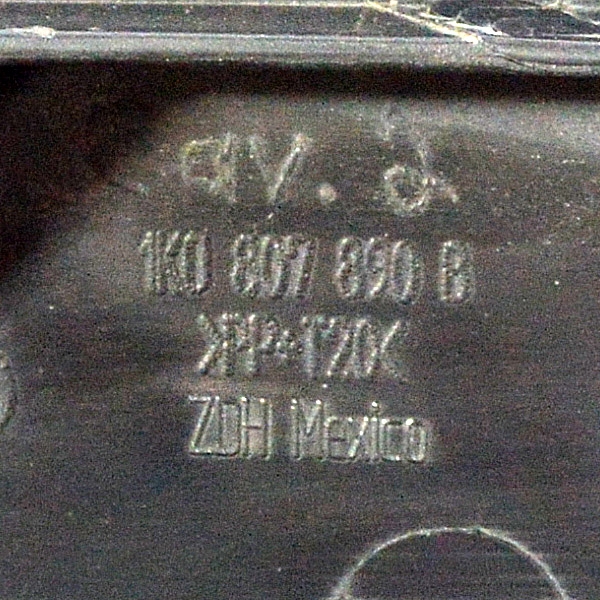 1K0 807 890 B
>PP+T20<
ZDH Mexico